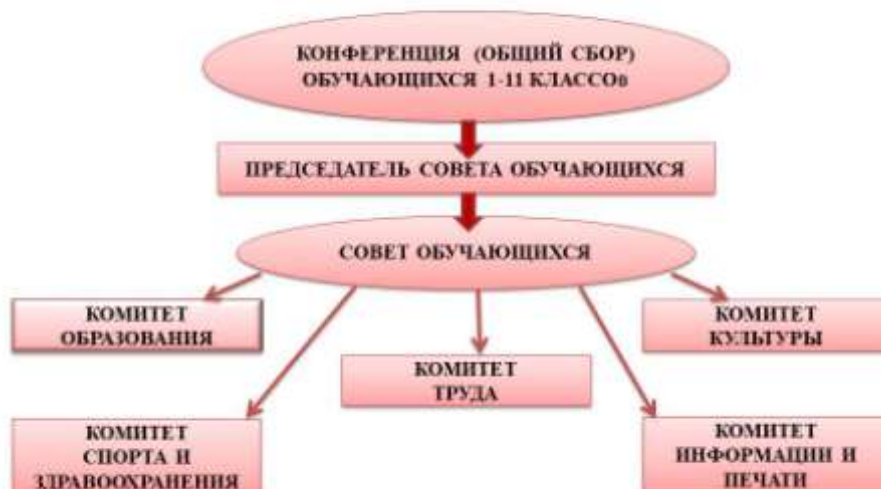 КОНФЕРЕНЦИЯ (ОБЩИЙ СБОР)
ОБУЧАЮЩИХСЯ 1-11 КЛАССОВ
ПРЕДСЕДАТЕЛЬ СОВЕТА ОБУЧАЮЩИХСЯ
СОВЕТ ОБУЧАЮЩИХСЯ
КОМИТЕТ
ОБРАЗОВАНИЯ
КОМИТЕТ
КУЛЬТУРЫ
КОМИТЕТ
ТРУДА
КОМИТЕТ
СПОРТА И
ЗДРАВООХРАНЕНИЯ
КОМИТЕТ
ИНФОРМАЦИИ И
ПЕЧАТИ